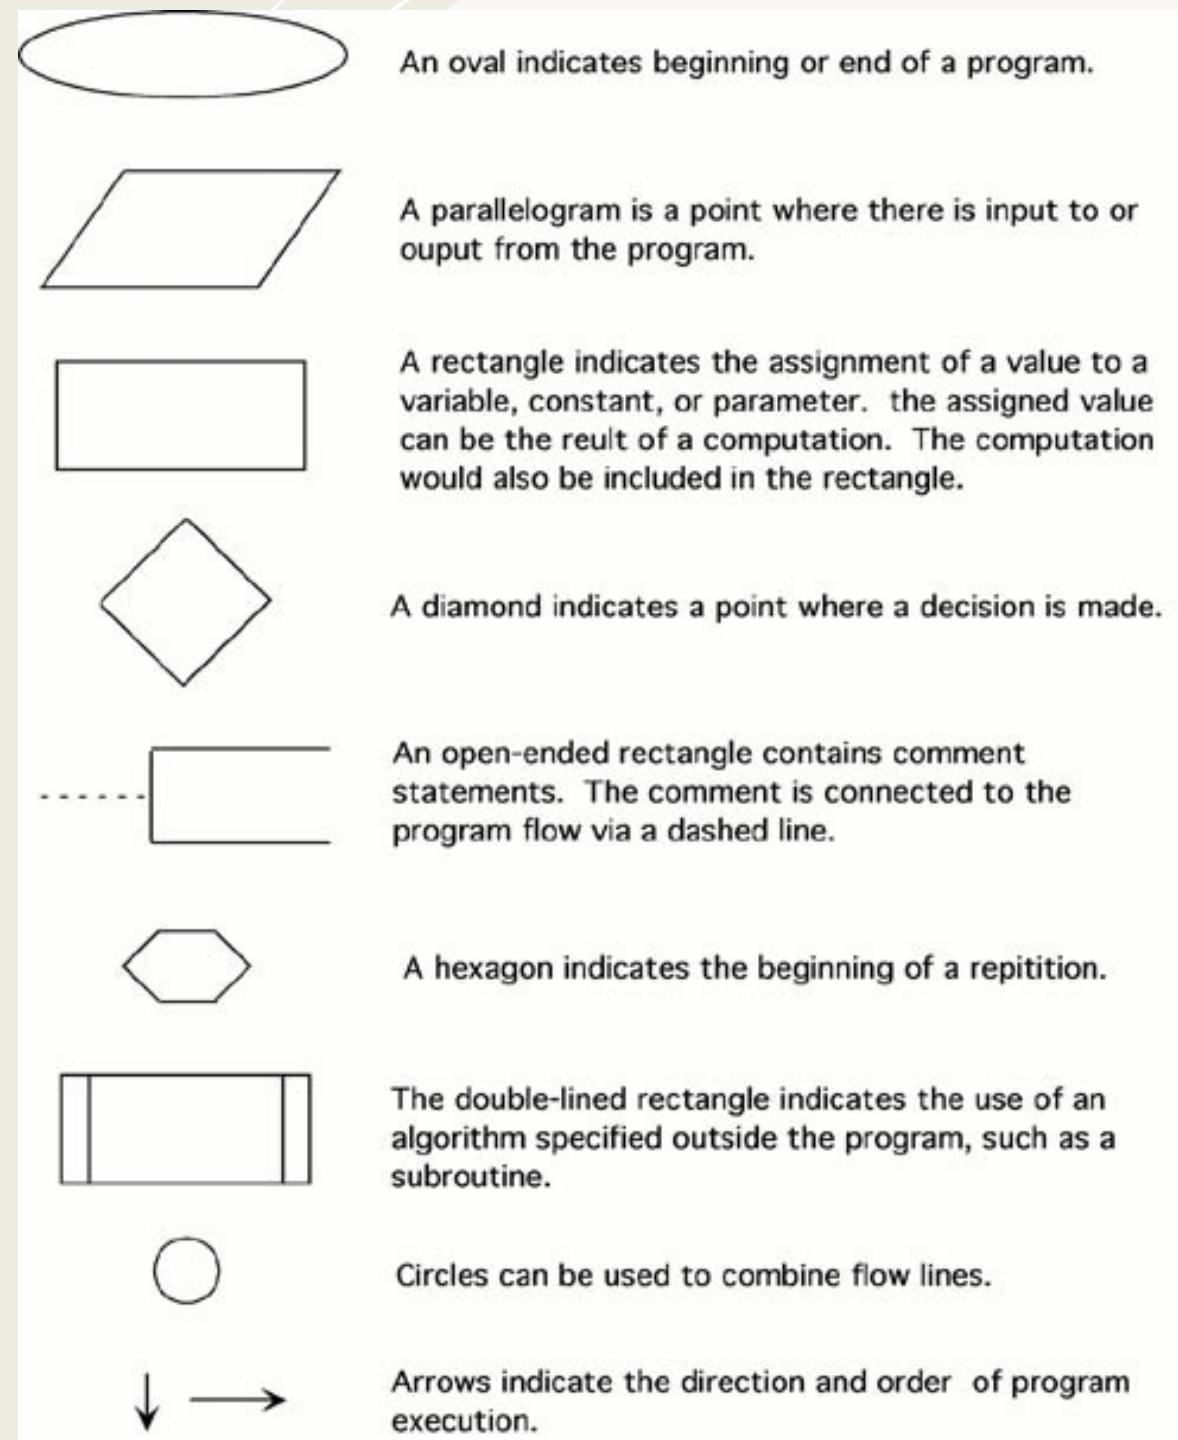 An oval indicates beginning or end of a program.
A parallelogram is a point where there is input to or
ouput from the program.
A rectangle indicates the assignment of a value to a
variable, constant, or parameter.  the assigned value
can be the reult of a computation.  The computation
would also be included in the rectangle.
A diamond indicates a point where a decision is made.
An open-ended rectangle contains comment
statements.  The comment is connected to the
program flow via a dashed line.
A hexagon indicates the beginning of a repitition.
The double-lined rectangle indicates the use of an
algorithm specified outside the program, such as a
subroutine.
Circles can be used to combine flow lines.
Arrows indicate the direction and order  of program
execution.